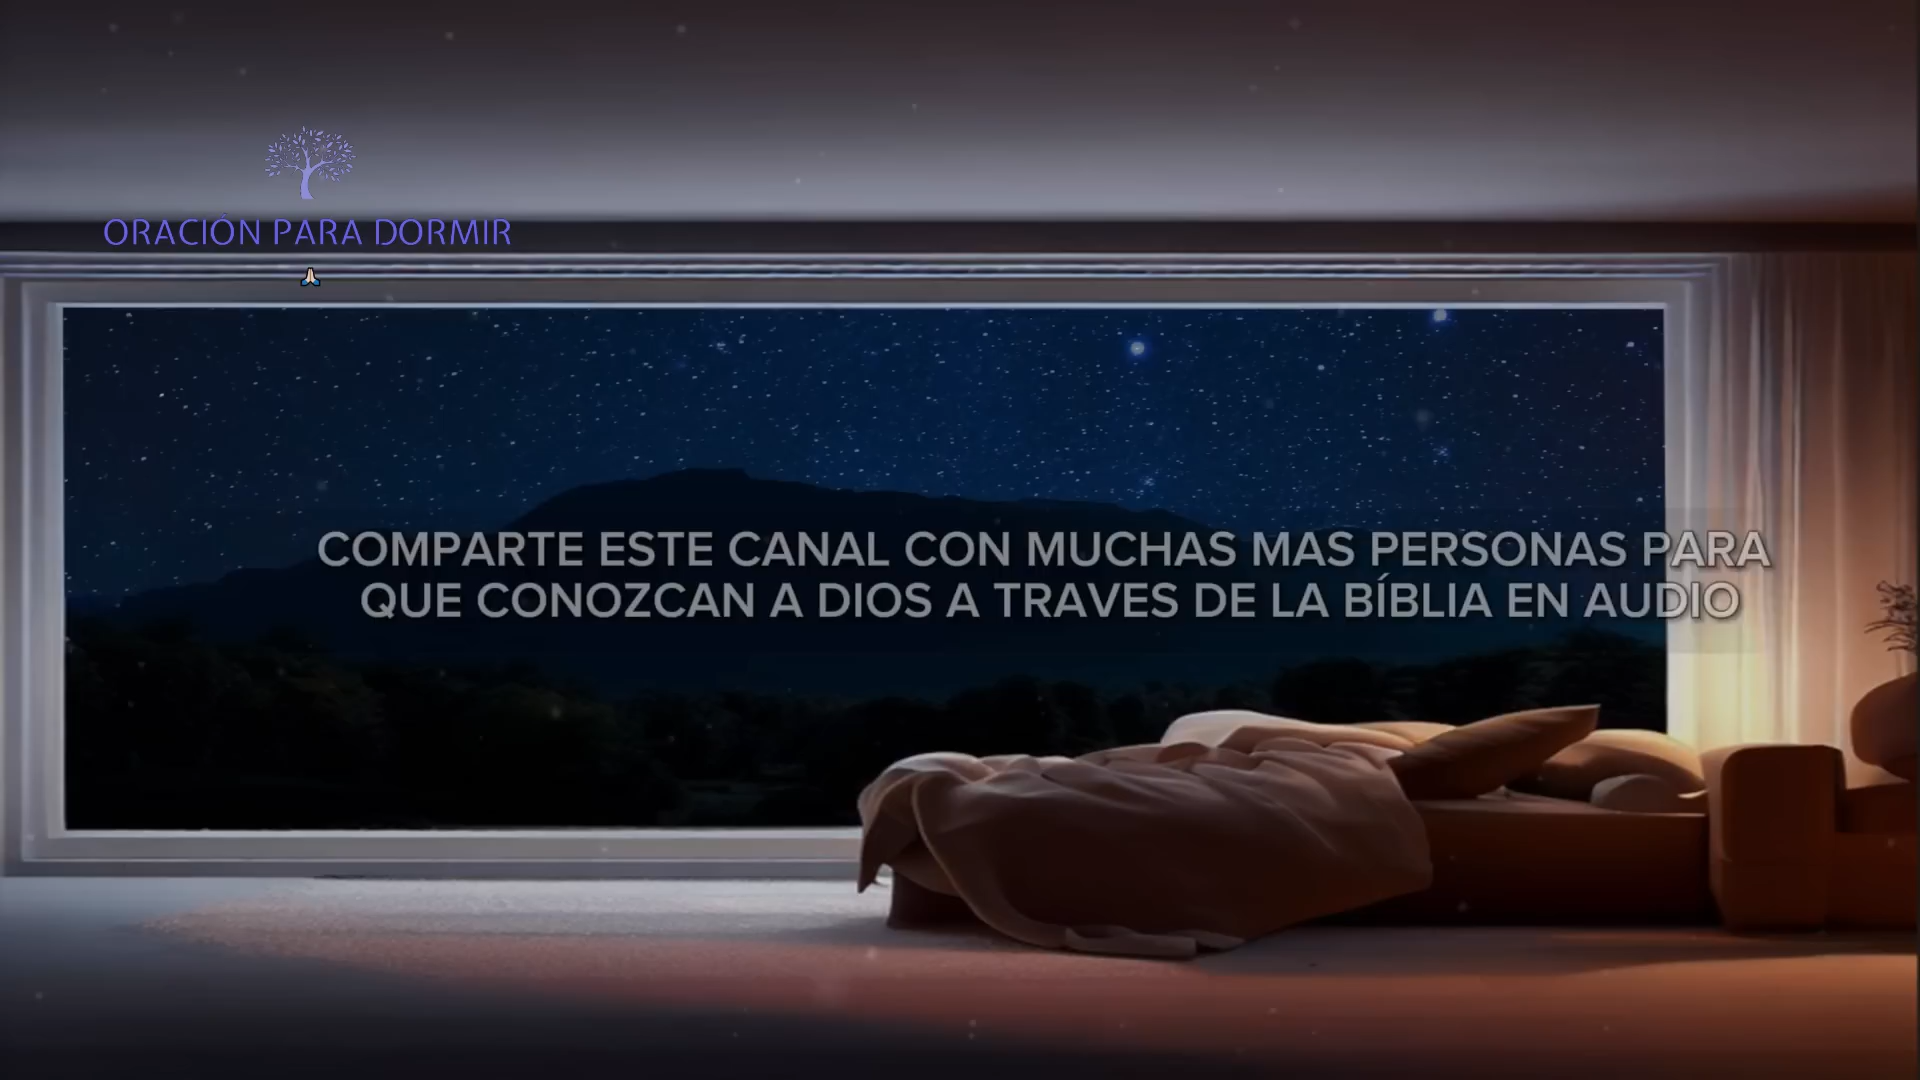 ORACIÓN PARA DORMIR
COMPARTE ESTE CANAL CON MUCHAS MAS PERSONAS PARA
QUE CONOZCAN A DIOS A TRAVES DE LA BÍBLIA EN AUDIO